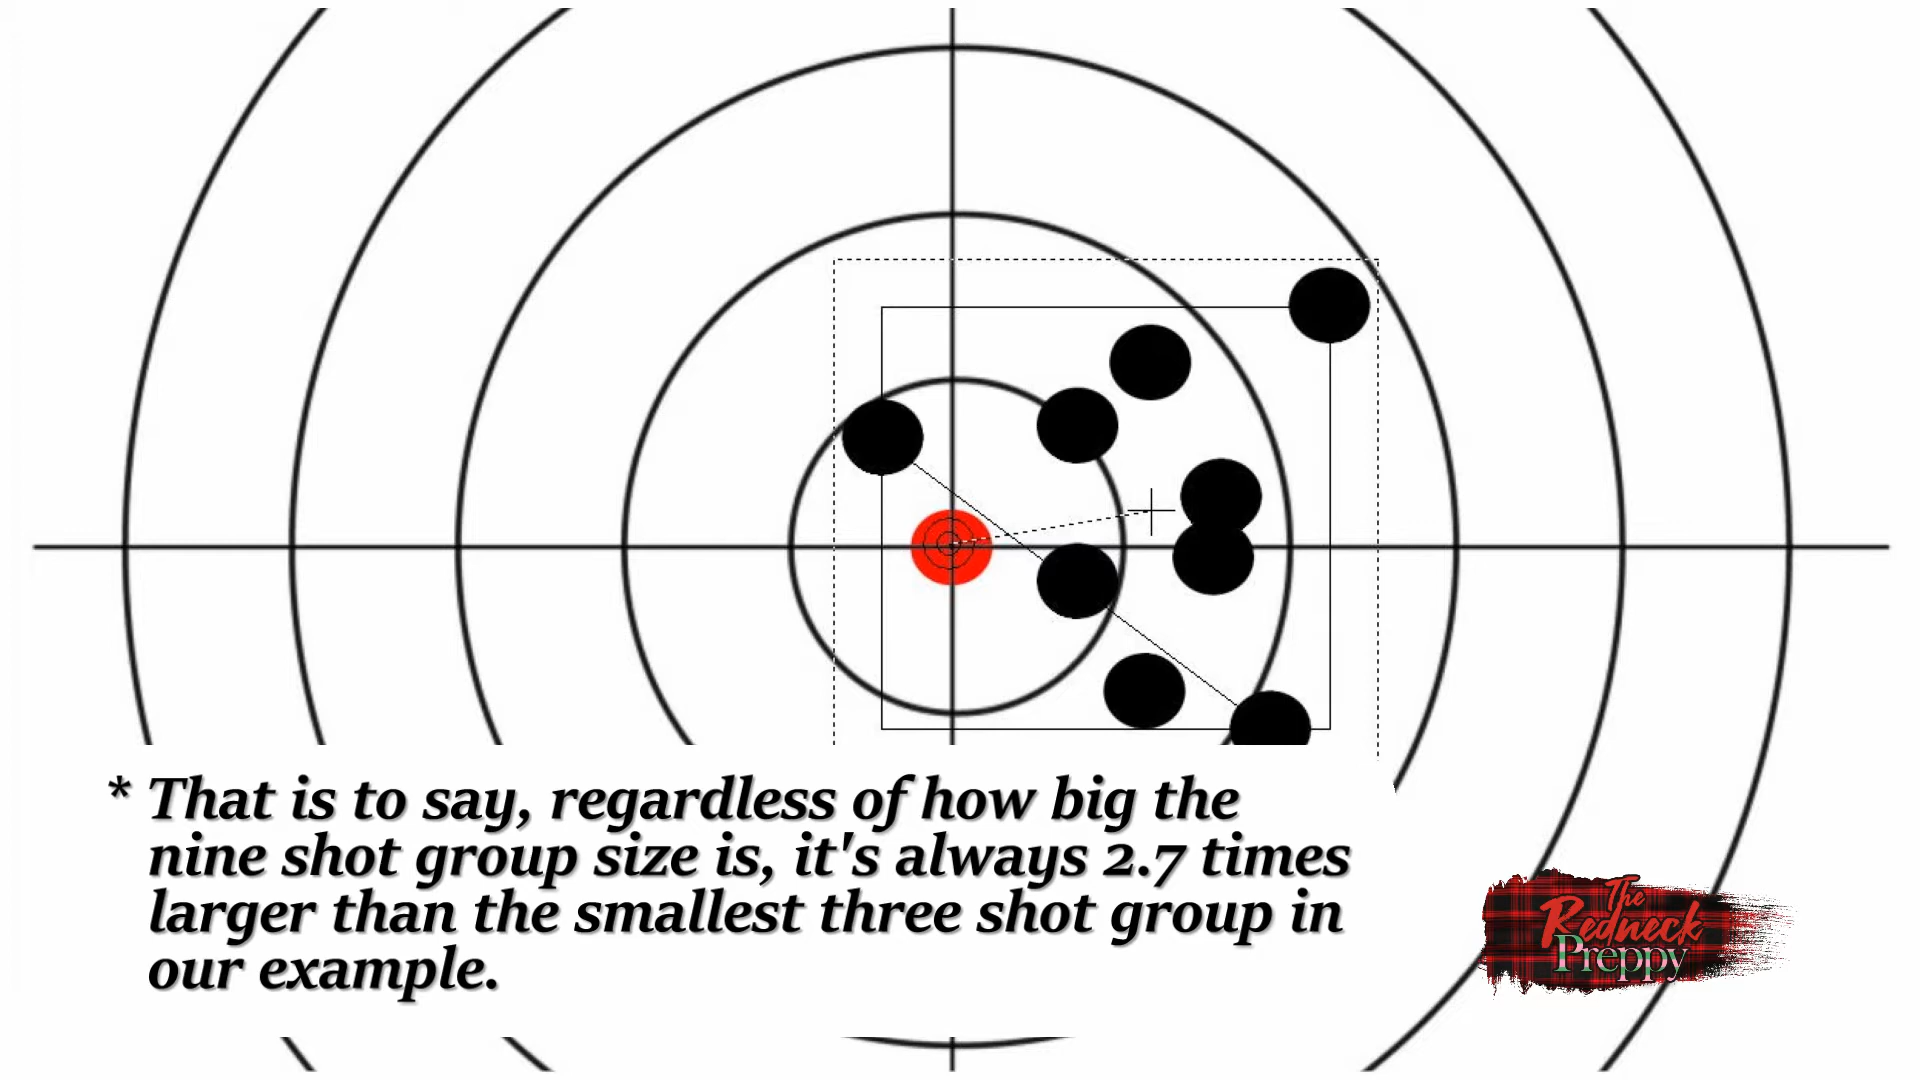 * That is to say, regardless of how big the
nine shot group size is, it's always 2.7 times
larger than the smallest three shot group in
our example.
The
Redneck
Preppy